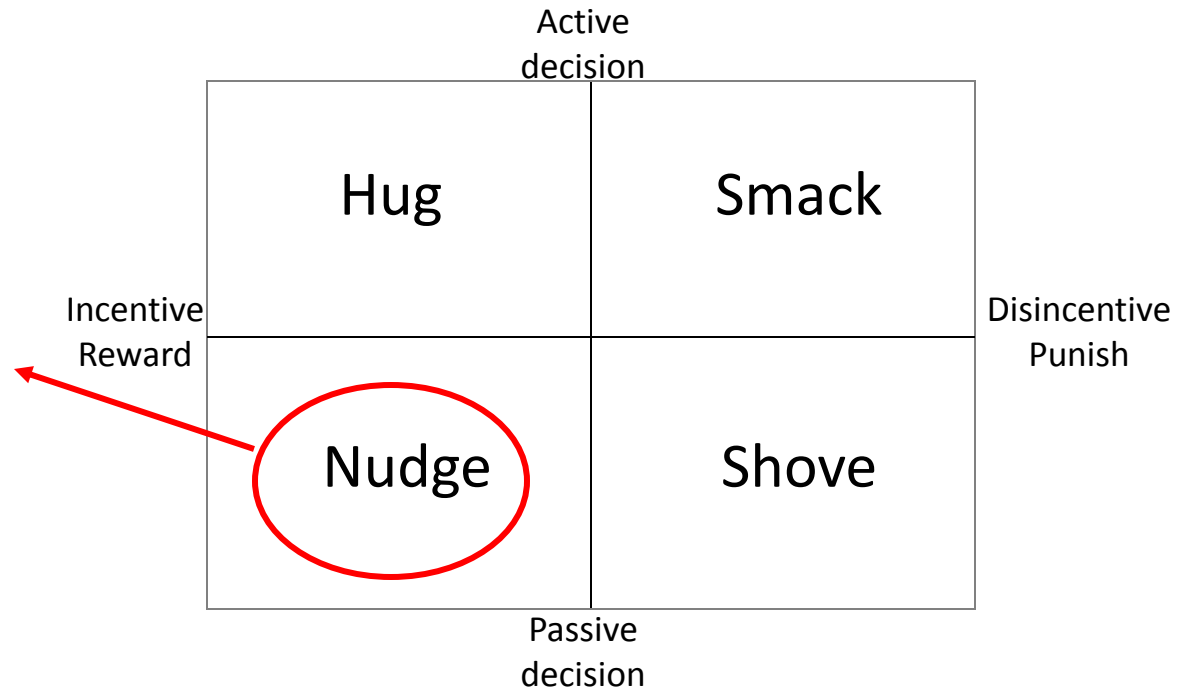 Active
decision
Hug
Smack
Incentive
Reward
Disincentive
Punish
Nudge
Shove
Passive
decision